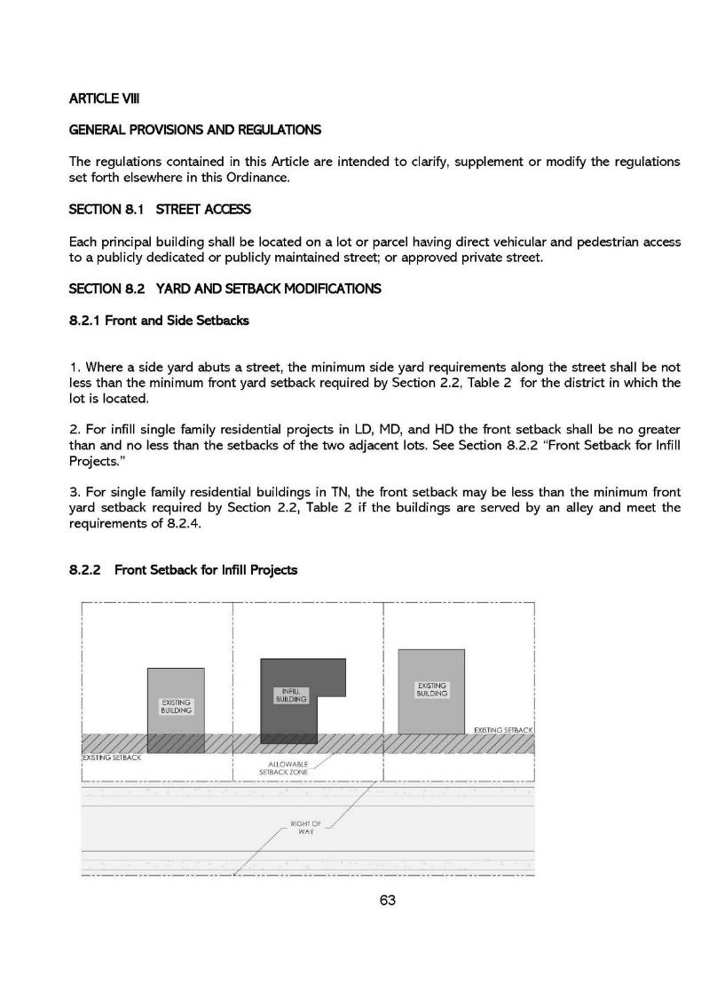 ARTICLE VIII
GENERAL PROVISIONS AND REGULATIONS
The regulations contained in this Article are intended to clarify, supplement or modify the regulations
set forth elsewhere in this Ordinance.
SECTION 8.1 STREET ACCESS
Each principal building shall be located on a lot or parcel having direct vehicular and pedestrian access
to a publicly dedicated or publicly maintained street; or approved private street.
SECTION 8.2 YARD AND SETBACK MODIFICATIONS
8.2.1 Front and Side Setbacks
1. Where a side yard abuts a street, the minimum side yard requirements along the street shall be not
less than the minimum front yard setback required by Section 2.2, Table 2 for the district in which the
lot is located.
2. For infill single family residential projects in LD, MD, and HD the front setback shall be no greater
than and no less than the setbacks of the two adjacent lots. See Section 8.2.2 “Front Setback for Infill
Projects.”
3. For single family residential buildings in TN, the front setback may be less than the minimum front
yard setback required by Section 2.2, Table 2 if the buildings are served by an alley and meet the
requirements of 8.2.4.
8.2.2 Front Setback for Infill Projects
EXISTING
BUILDING
INFILL
BUILDING
EXISTING
BUILDING
EXISTING SETBACK
EXISTING SETBACK
ALLOWABLE
SETBACK ZONE
RIGHT OF
WAY
63